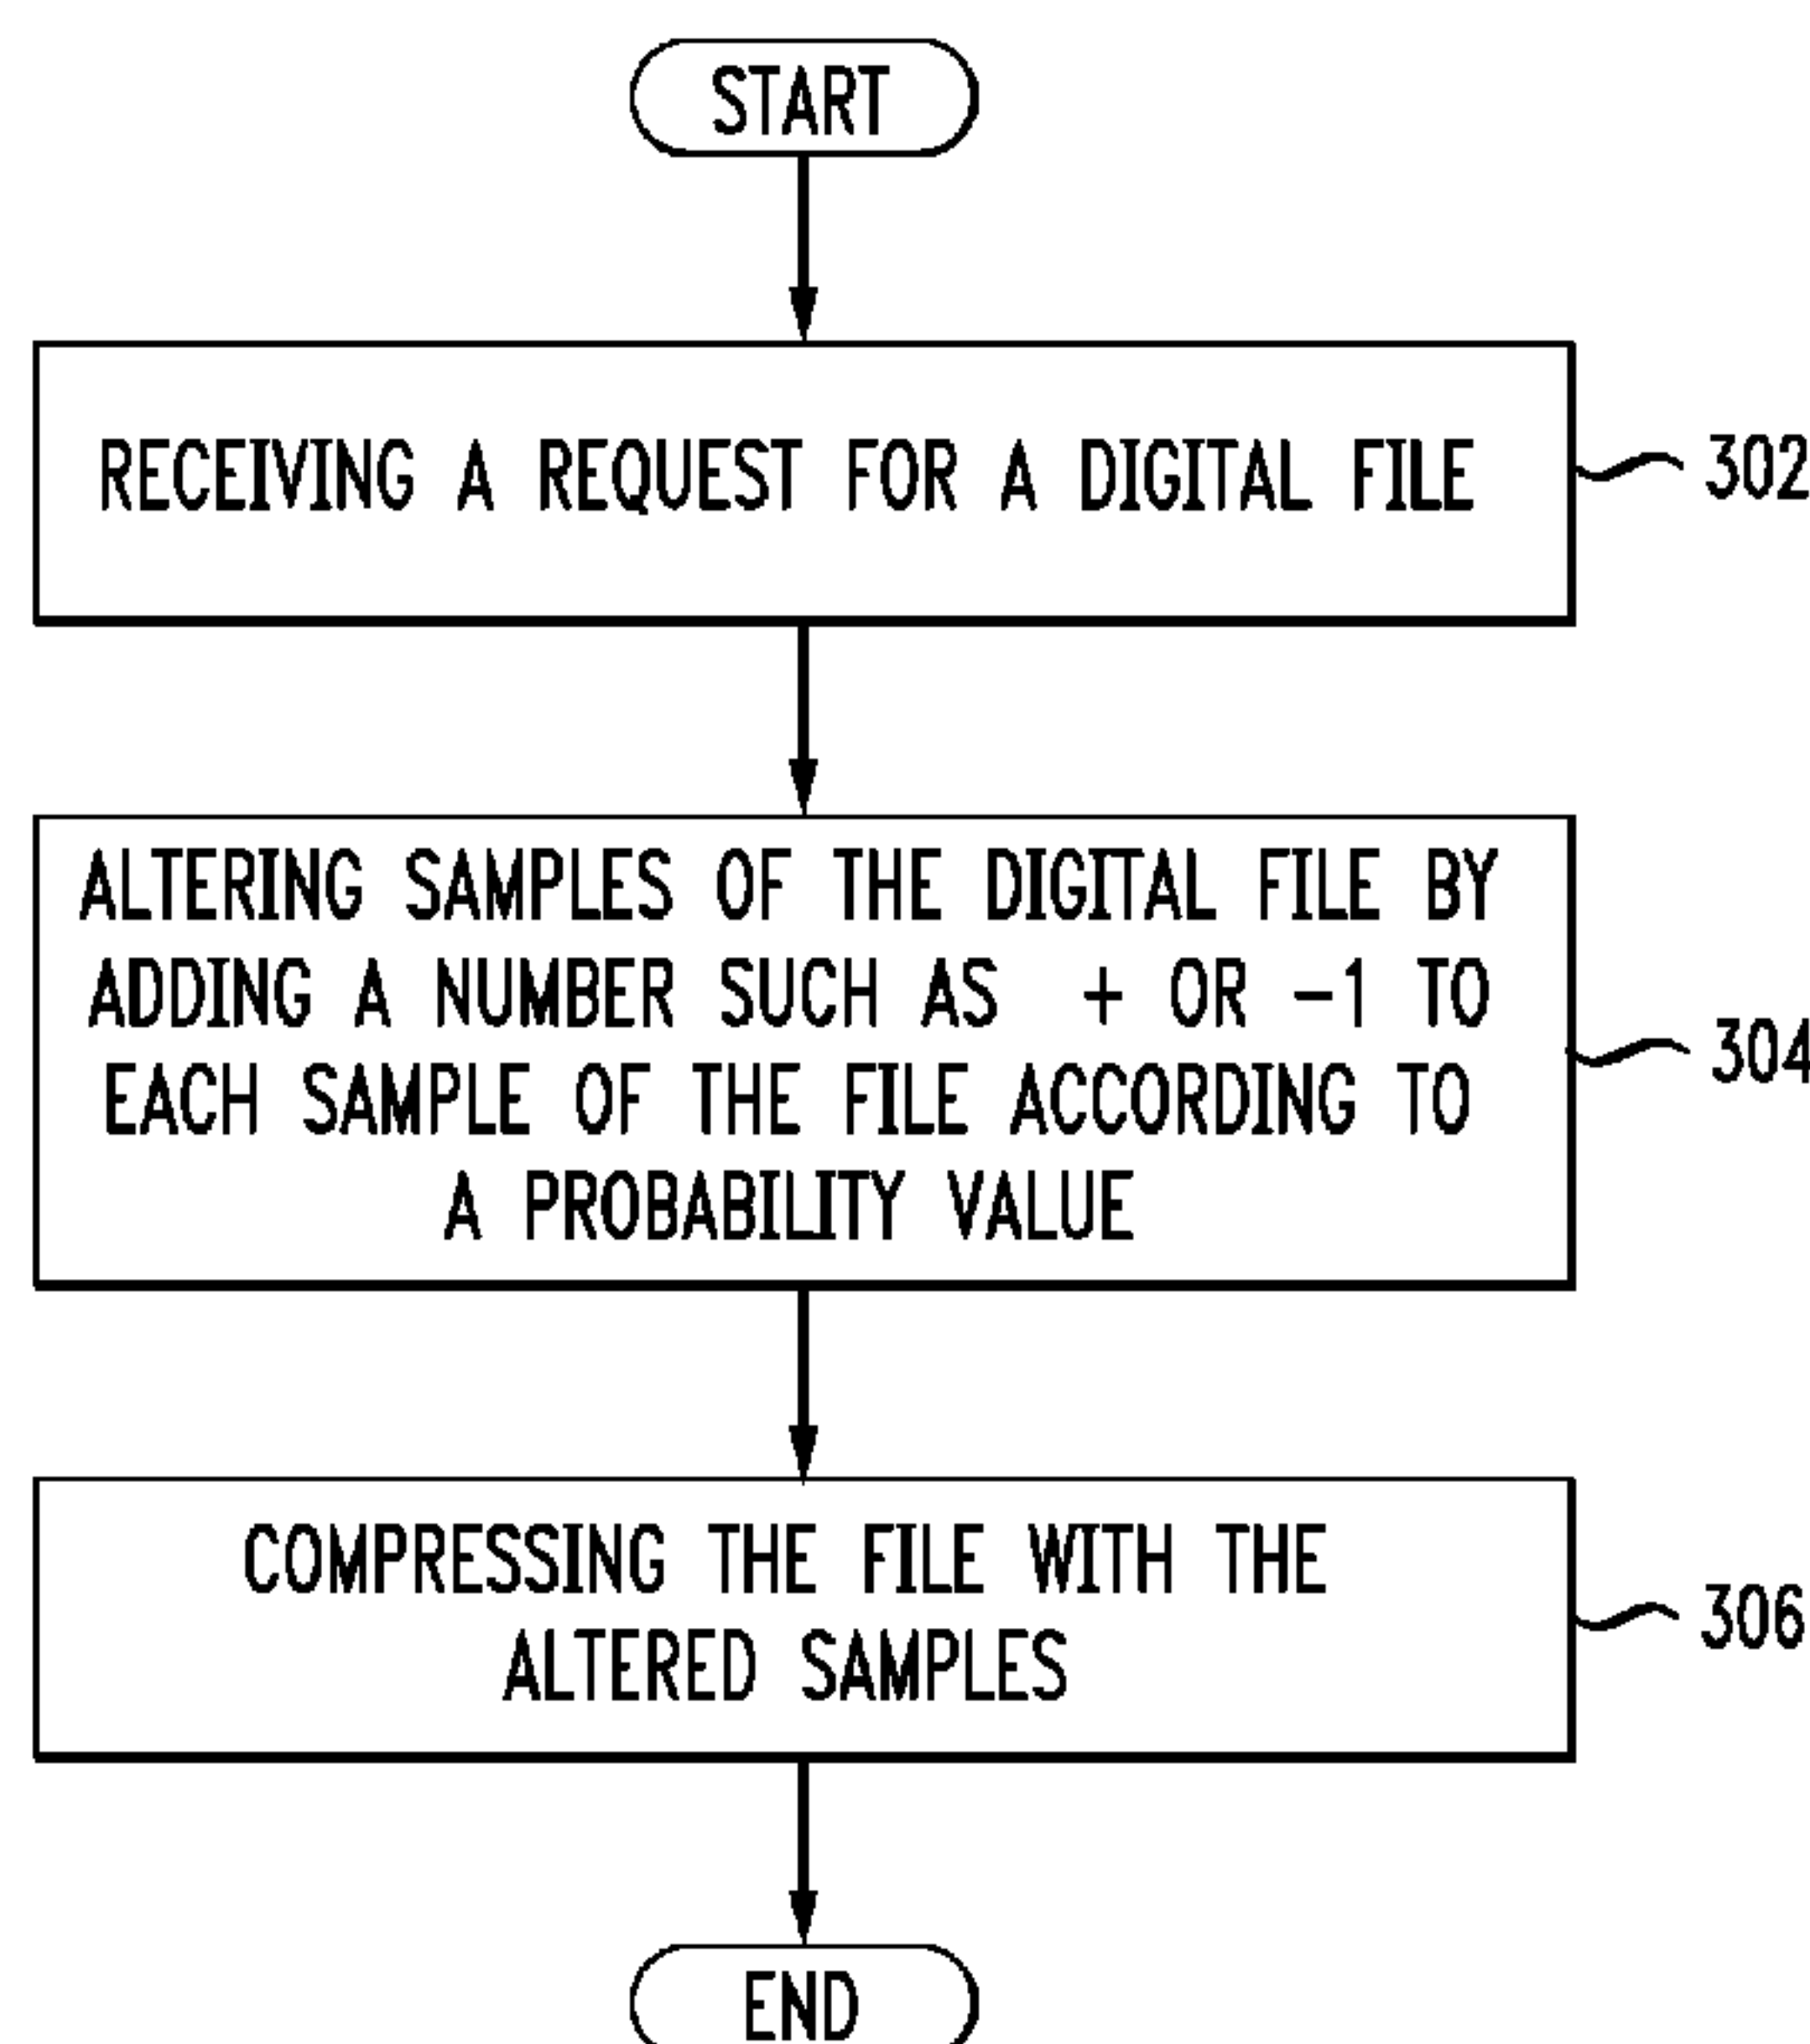 START
RECEIVING A REQUEST FOR A DIGITAL FILE
302
ALTERING SAMPLES OF THE DIGITAL FILE BY
ADDING A NUMBER SUCH AS + OR -1 TO
EACH SAMPLE OF THE FILE ACCORDING TO
A PROBABILITY VALUE
304
COMPRESSING THE FILE WITH THE
ALTERED SAMPLES
306
END